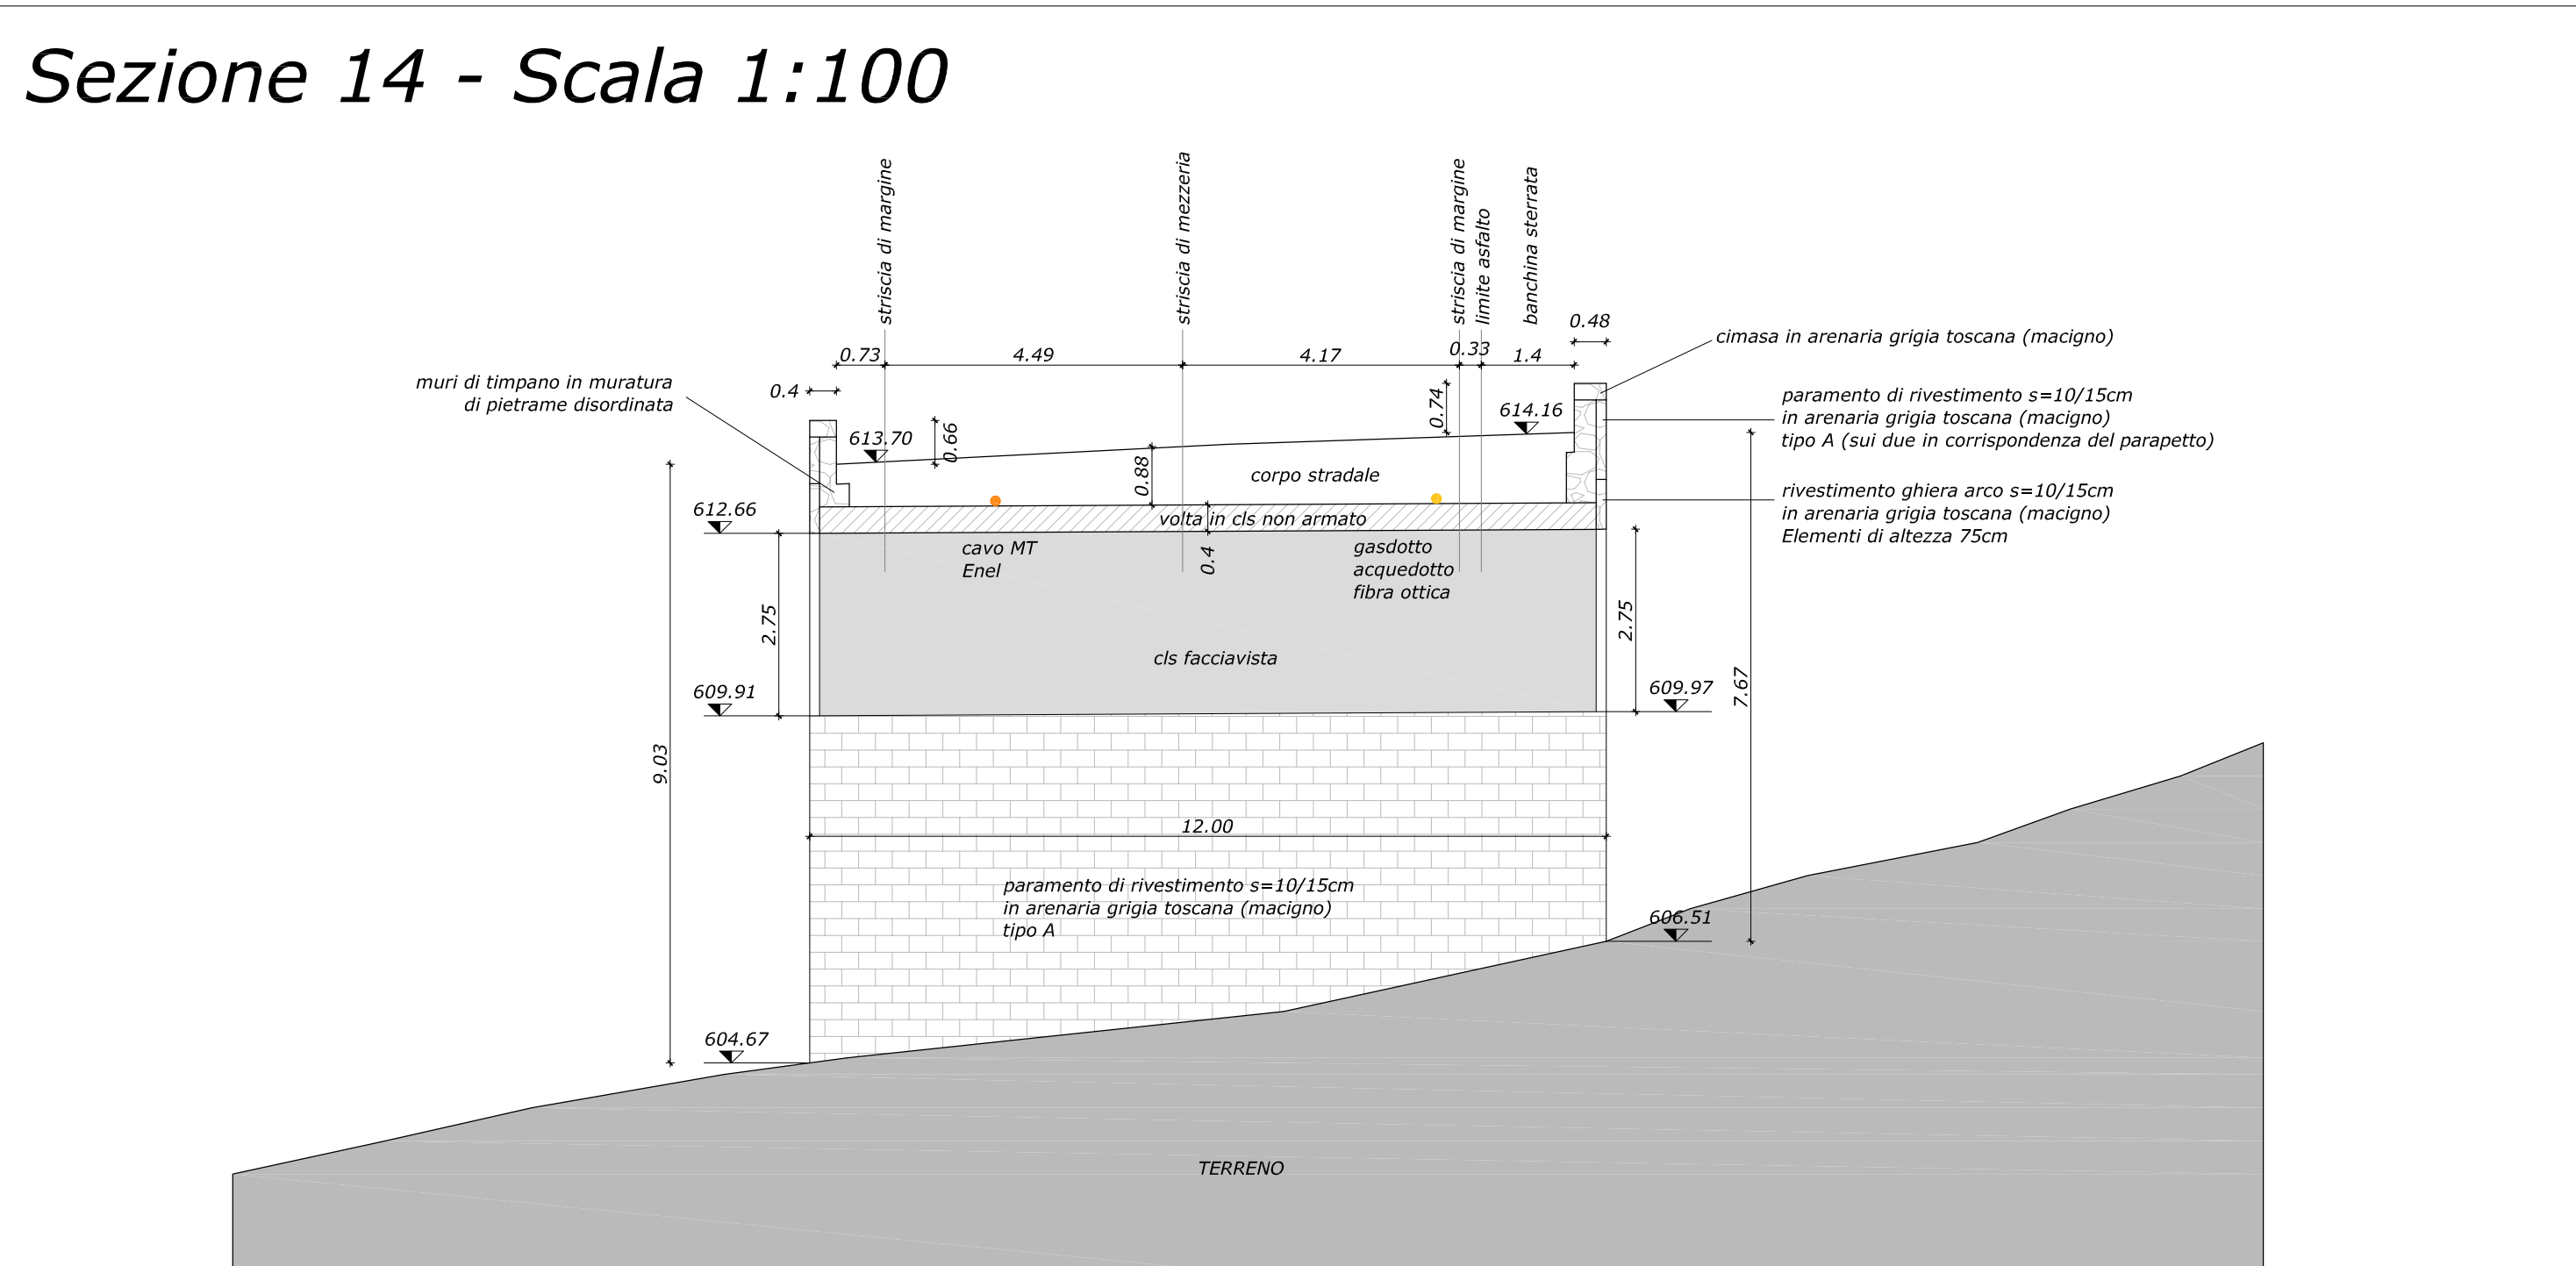 Sezione 14 - Scala 1:100
striscia di margine
striscia di mezzeria
striscia di margine
limite asfalto
banchina sterrata
0.48
cimasa in arenaria grigia toscana (macigno)
0.73
4.49
4.17
0.33
1.4
muri di timpano in muratura
di pietrame disordinata
0.4
paramento di rivestimento s=10/15cm
in arenaria grigia toscana (macigno)
tipo A (sui due in corrispondenza del parapetto)
0.74
614.16
613.70
0.66
0.88
corpo stradale
rivestimento ghiera arco s=10/15cm
in arenaria grigia toscana (macigno)
Elementi di altezza 75cm
612.66
volta in cls non armato
cavo MT
Enel
0.4
gasdotto
acquedotto
fibra ottica
2.75
2.75
cls facciavista
609.91
609.97
7.67
9.03
12.00
paramento di rivestimento s=10/15cm
in arenaria grigia toscana (macigno)
tipo A
606.51
604.67
TERRENO